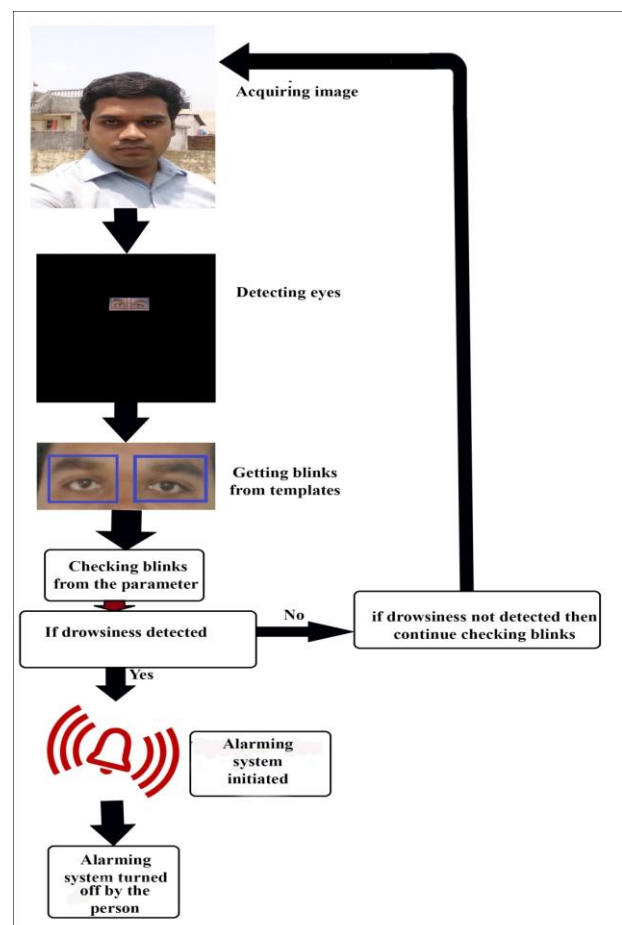 Acquiring image
Detecting eyes
Getting blinks
from templates
Checking blinks
from the parameter
If drowsiness detected
No
if drowsiness not detected then
continue checking blinks
Yes
Alarming
system
initiated
Alarming
system turned
off by the
person